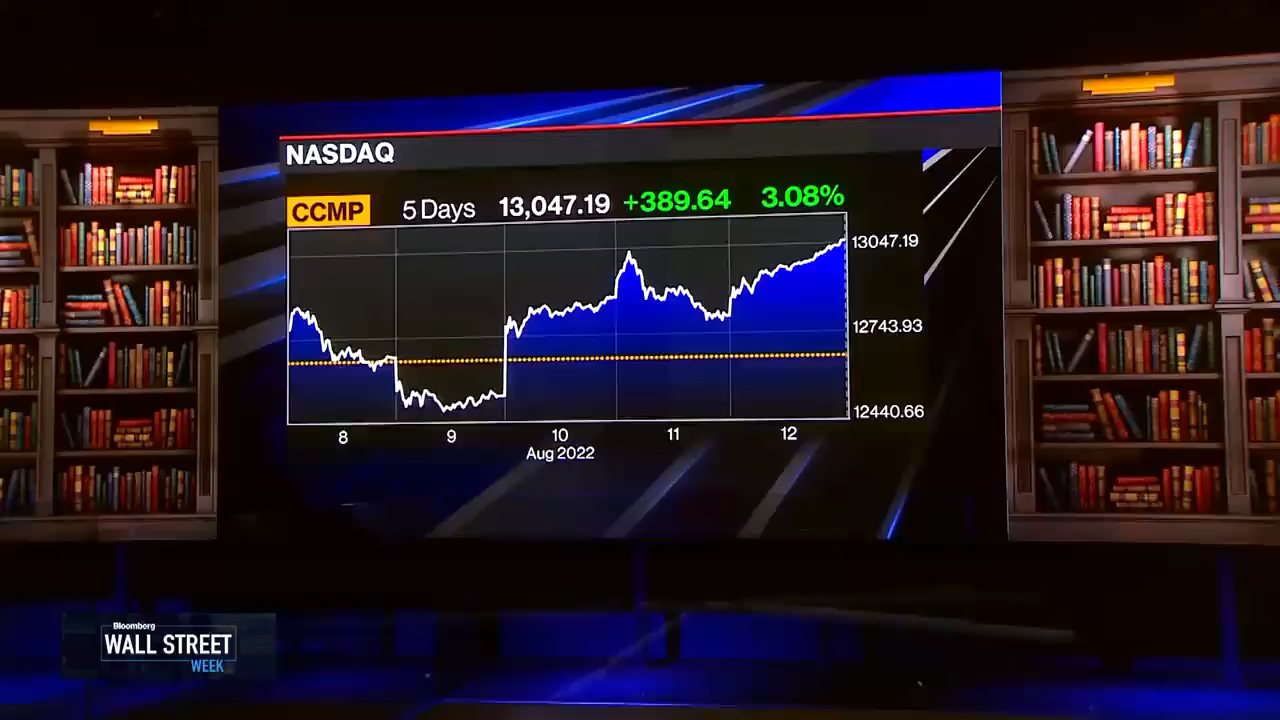 NASDAQ
CCMP 5 Days 13,047.19 +389.64 3.08%
13047.19
12743.93
12440.66
8 9 10 11 12
Aug 2022
Bloomberg
WALL STREET
WEEK